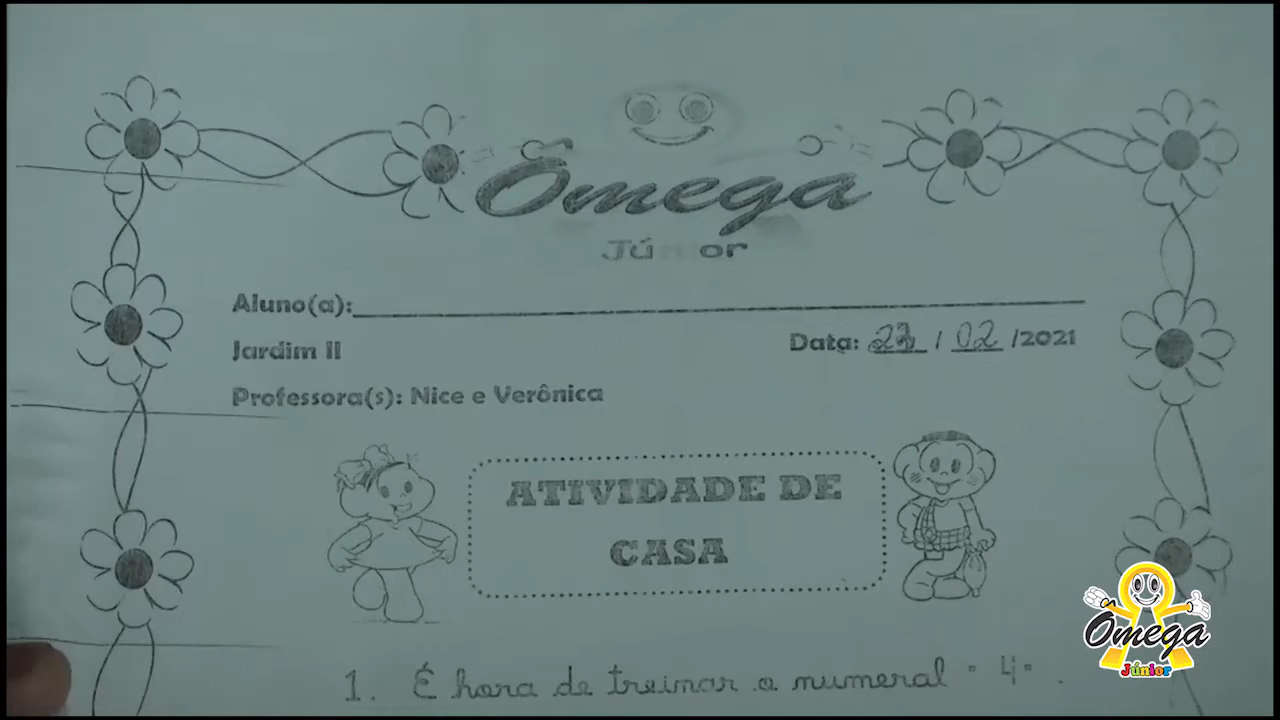 Ômega
Júnior
Aluno(a):
Data: / 02 /2021
Jardim II
Professora(s): Nice e Verônica
ATIVIDADE DE
CASA
1. É hora de treinar o numeral "4".
Ômega
Júnior